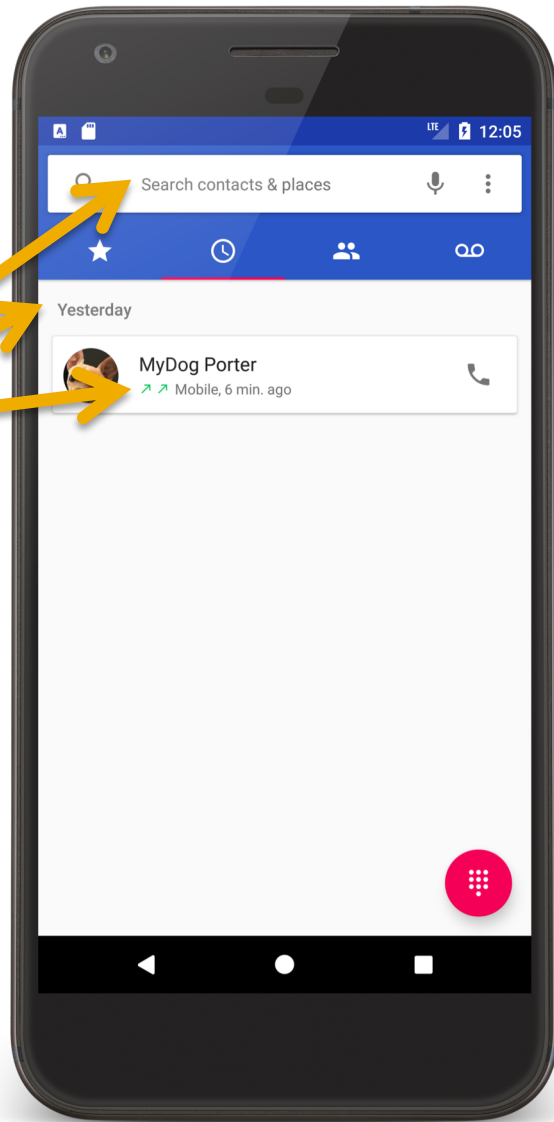 LTE 12:05
Search contacts & places
Yesterday
MyDog Porter
Mobile, 6 min. ago